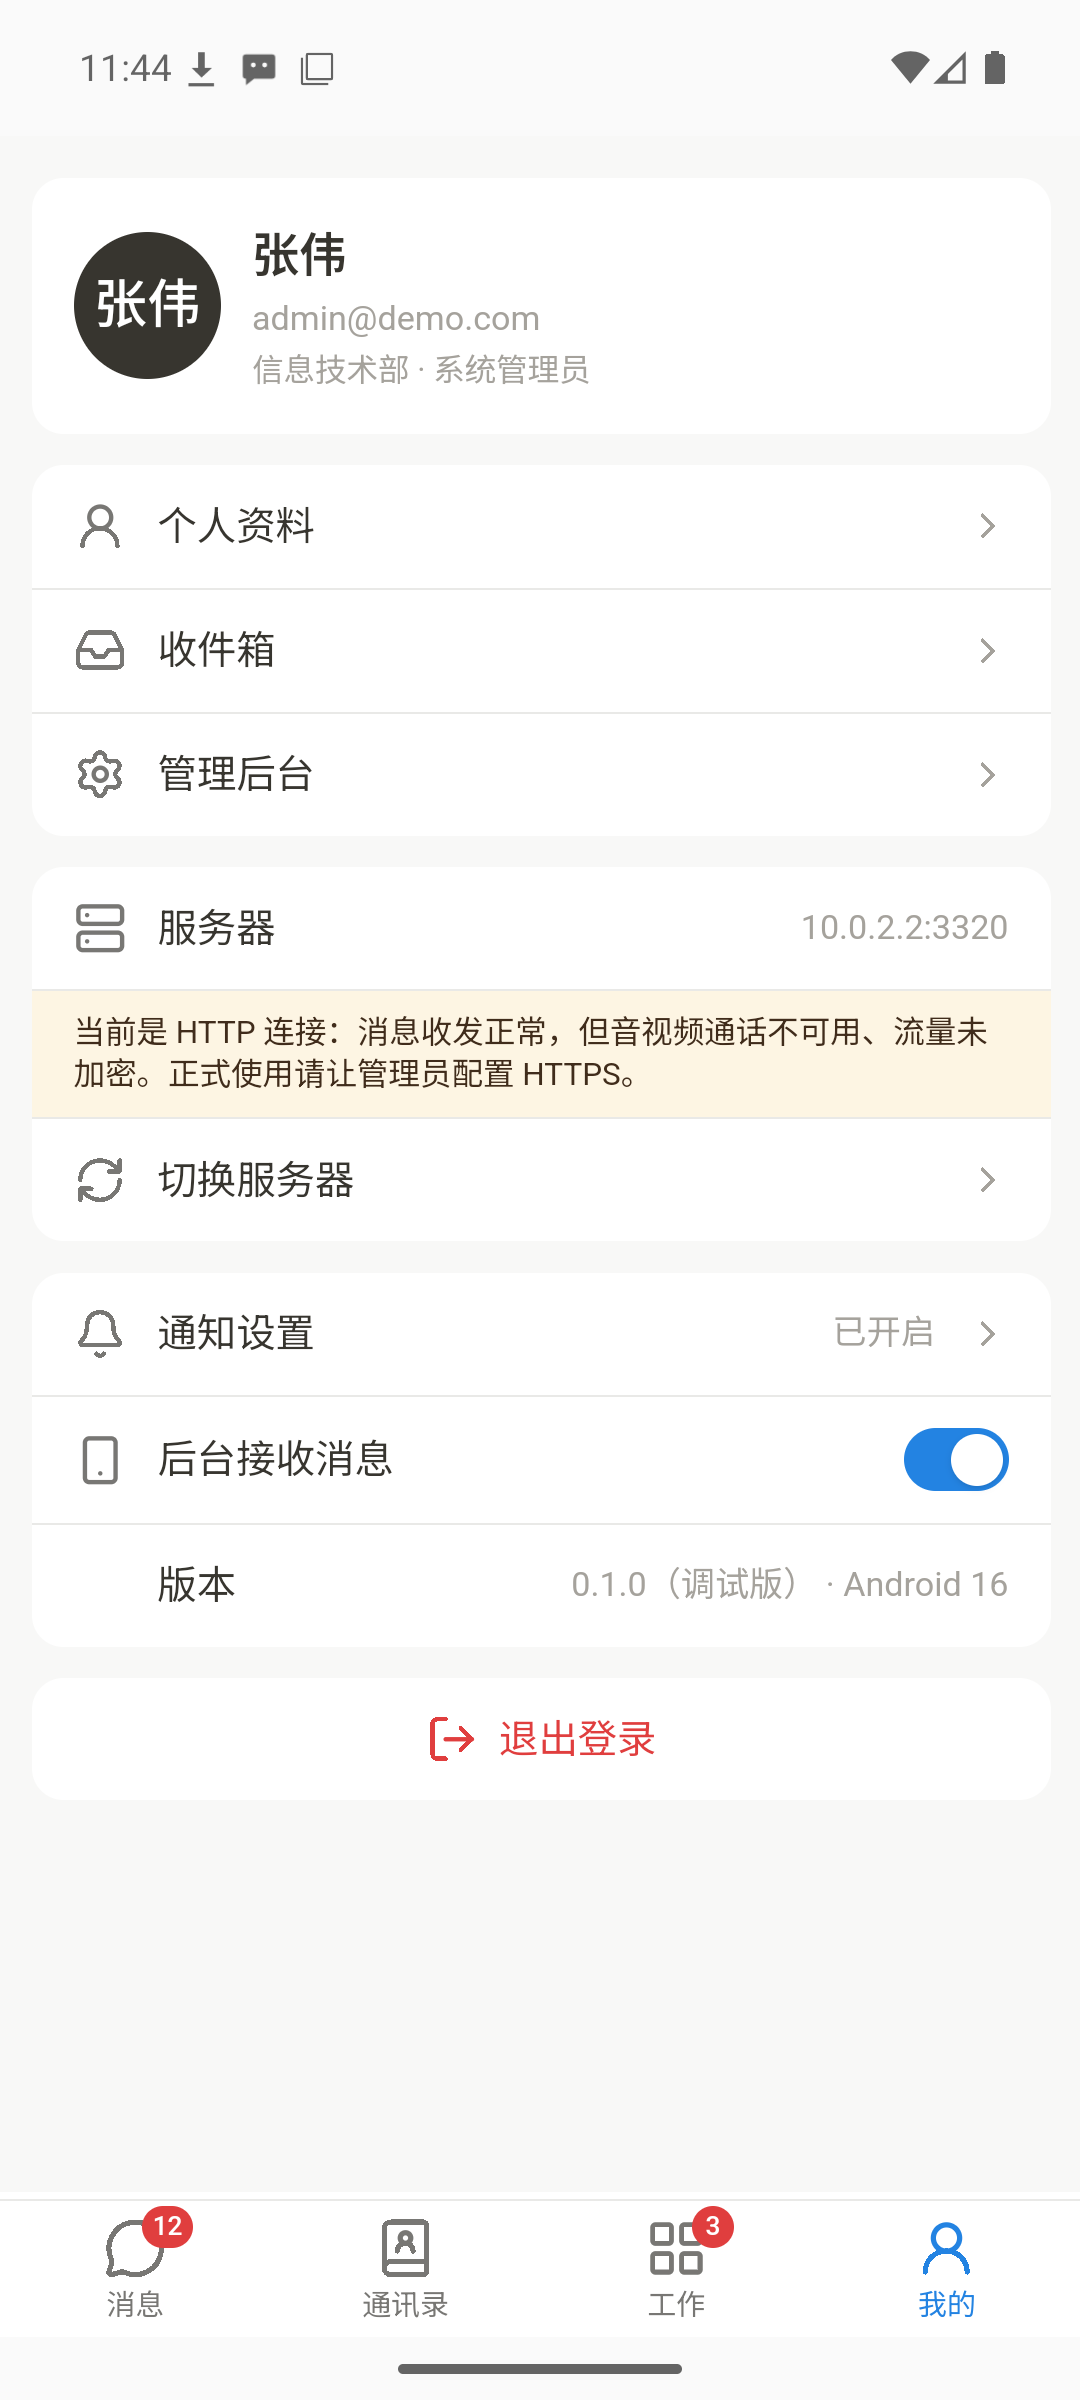 11:44
张伟
张伟
admin@demo.com
信息技术部 · 系统管理员
个人资料
收件箱
管理后台
服务器 10.0.2.2:3320
当前是 HTTP 连接：消息收发正常，但音视频通话不可用、流量未
加密。正式使用请让管理员配置 HTTPS。
切换服务器
通知设置 已开启
后台接收消息
版本 0.1.0（调试版） · Android 16
退出登录
12 3
消息 通讯录 工作 我的